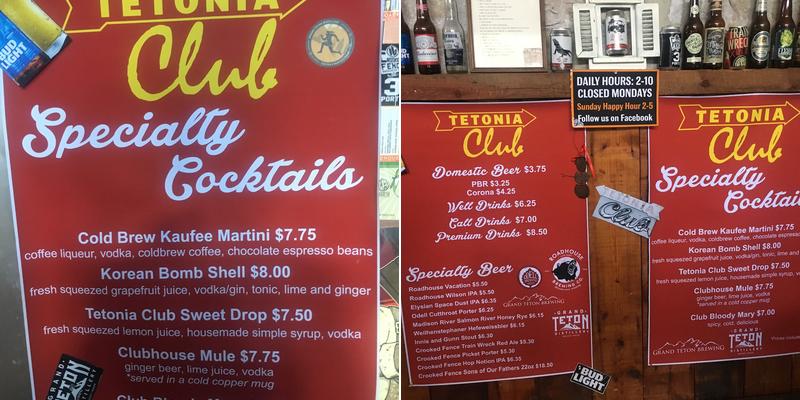 BUD
LIGHT
TETONIA
Club
Specialty
Cocktails
Cold Brew Kaufee Martini $7.75
coffee liqueur, vodka, coldbrew coffee, chocolate espresso beans
Korean Bomb Shell $8.00
fresh squeezed grapefruit juice, vodka/gin, tonic, lime and ginger
Tetonia Club Sweet Drop $7.50
fresh squeezed lemon juice, housemade simple syrup, vodka
Clubhouse Mule $7.75
ginger beer, lime juice, vodka
*served in a cold copper mug
GRAND
TETON
DISTILLERY
DAILY HOURS: 2-10
CLOSED MONDAYS
Sunday Happy Hour 2-5
Follow us on Facebook
TETONIA
Club
Domestic Beer $3.75
PBR $3.25
Corona $4.25
Well Drinks $6.25
Call Drinks $7.00
Premium Drinks $8.50
Specialty Beer
Roadhouse Vacation $5.50
Roadhouse Wilson IPA $5.50
Elysian Space Dust IPA $6.35
Odell Cutthroat Porter $6.25
Madison River Salmon River Honey Rye $6.15
Weihenstephaner Hefeweissbier $6.15
Innis and Gunn Stout $6.30
Crooked Fence Train Wreck Red Ale $5.30
Crooked Fence Picket Porter $5.30
Crooked Fence Hop Nation IPA $6.35
Crooked Fence Sons of Our Fathers 22oz $18.50
ROADHOUSE
BREWING CO.
GRAND TETON BREWING
GRAND
TETON
DISTILLERY
BUD
LIGHT
Club
TETONIA
Club
Specialty
Cocktai
Cold Brew Kaufee Martini $7.75
coffee liqueur, vodka, coldbrew coffee, chocolate espresso
Korean Bomb Shell $8.00
fresh squeezed grapefruit juice, vodka/gin, tonic, lime
Tetonia Club Sweet Drop $7.50
fresh squeezed lemon juice, housemade simple syrup,
Clubhouse Mule $7.75
ginger beer, lime juice, vodka
*served in a cold copper mug
Club Bloody Mary $7.00
spicy, cold, delicious
GRAND TETON BREWING
GRAND
TETON
DISTILLERY